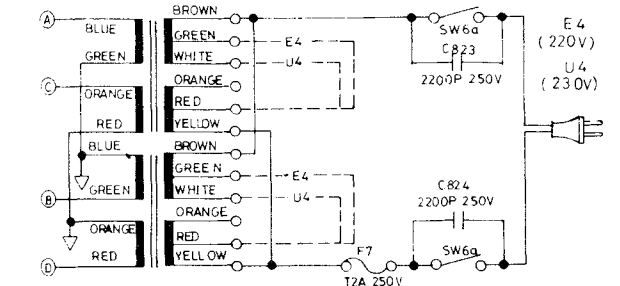 A
BLUE
GREEN
C
ORANGE
RED
BLUE
B
GREEN
ORANGE
D
RED
BROWN
GREEN
WHITE
ORANGE
RED
YELLOW
BROWN
GREEN
WHITE
ORANGE
RED
YELLOW
E4
U4
E4
U4
SW6a
C823
2200P 250V
E4
(220V)
U4
(230V)
C824
2200P 250V
SW6a
F7
T2A 250V